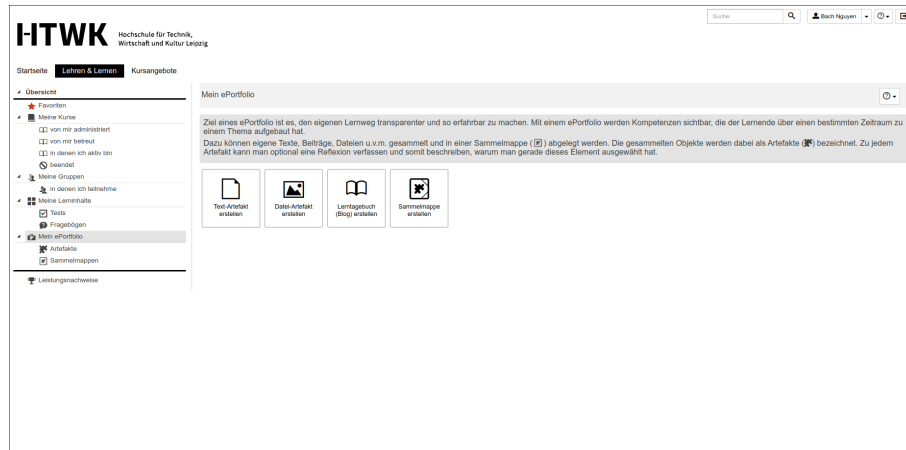 Suche
Bach Nguyen
HTWK
Hochschule für Technik,
Wirtschaft und Kultur Leipzig
Startseite Lehren & Lernen Kursangebote
Übersicht
Favoriten
Meine Kurse
von mir administriert
von mir betreut
in denen ich aktiv bin
beendet
Meine Gruppen
in denen ich teilnehme
Meine Lerninhalte
Tests
Fragebögen
Mein ePortfolio
Artefakte
Sammelmappen
Leistungsnachweise
Mein ePortfolio
Ziel eines ePortfolio ist es, den eigenen Lernweg transparenter und so erfahrbar zu machen. Mit einem ePortfolio werden Kompetenzen sichtbar, die der Lernende über einen bestimmten Zeitraum zu
einem Thema aufgebaut hat.
Dazu können eigene Texte, Beiträge, Dateien u.v.m. gesammelt und in einer Sammelmappe ( ) abgelegt werden. Die gesammelten Objekte werden dabei als Artefakte ( ) bezeichnet. Zu jedem
Artefakt kann man optional eine Reflexion verfassen und somit beschreiben, warum man gerade dieses Element ausgewählt hat.
Text-Artefakt
erstellen
Datei-Artefakt
erstellen
Lerntagebuch
(Blog) erstellen
Sammelmappe
erstellen